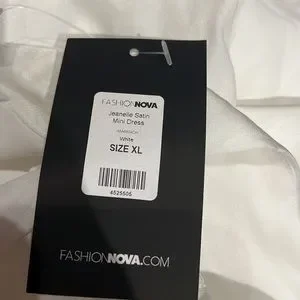 FASHIONNOVA
Jeanelle Satin
Mini Dress
White
SIZE XL
4525505
FASHIONNOVA.COM